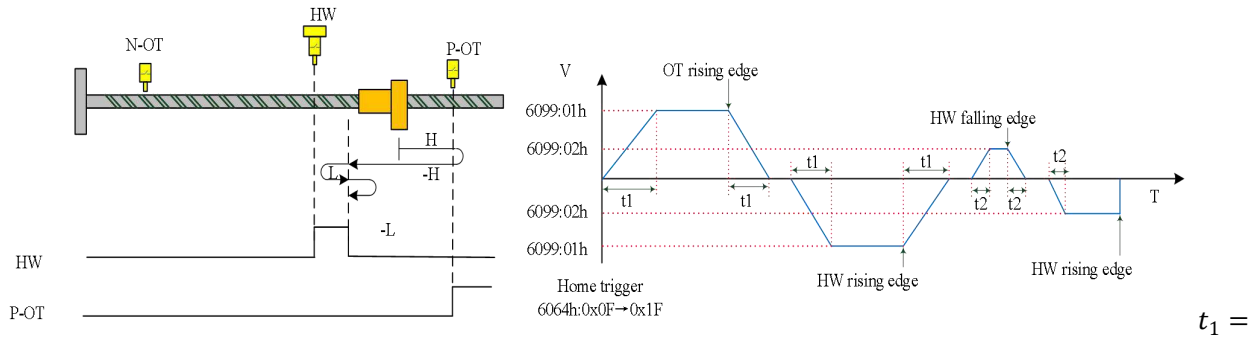 HW
N-OT
P-OT
H
-H
L
-L
HW
P-OT
V
OT rising edge
6099:01h
HW falling edge
6099:02h
t1
t1
t2
t1
t1
t2
t2
T
6099:02h
6099:01h
HW rising edge
HW rising edge
Home trigger
6064h:0x0F→0x1F
t₁ =